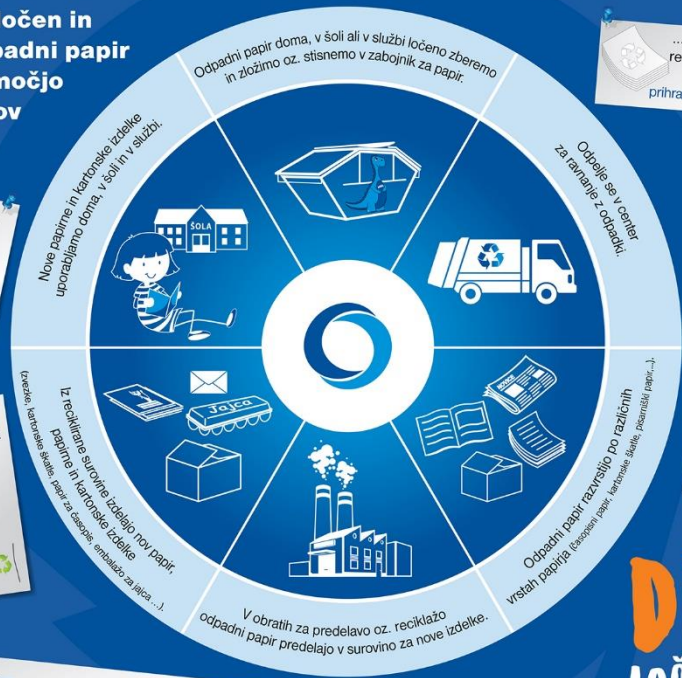 očen in
padni papir
močjo
ov
Odpadni papir doma, v šoli ali v službi ločeno zberemo
in zložimo oz. stisnemo v zabojnik za papir.
...
re
prihra
Odpelje se v center
za ravnanje z odpadki.
Odpadni papir razvrstijo po različnih
vrstah papirja (časopisni papir, kartonske škatle, pisarniški papir,...).
V obratih za predelavo oz. reciklažo
odpadni papir predelajo v surovino za nove izdelke.
Iz reciklirane surovine izdelajo nov papir,
papirne in kartonske izdelke
(zvezke, kartonske škatle, papir za časopis, embalažo za jajca ...).
Nove papirne in kartonske izdelke
uporabljamo doma, v šoli in v službi.
ŠOLA
NOVICE
Jajca
D